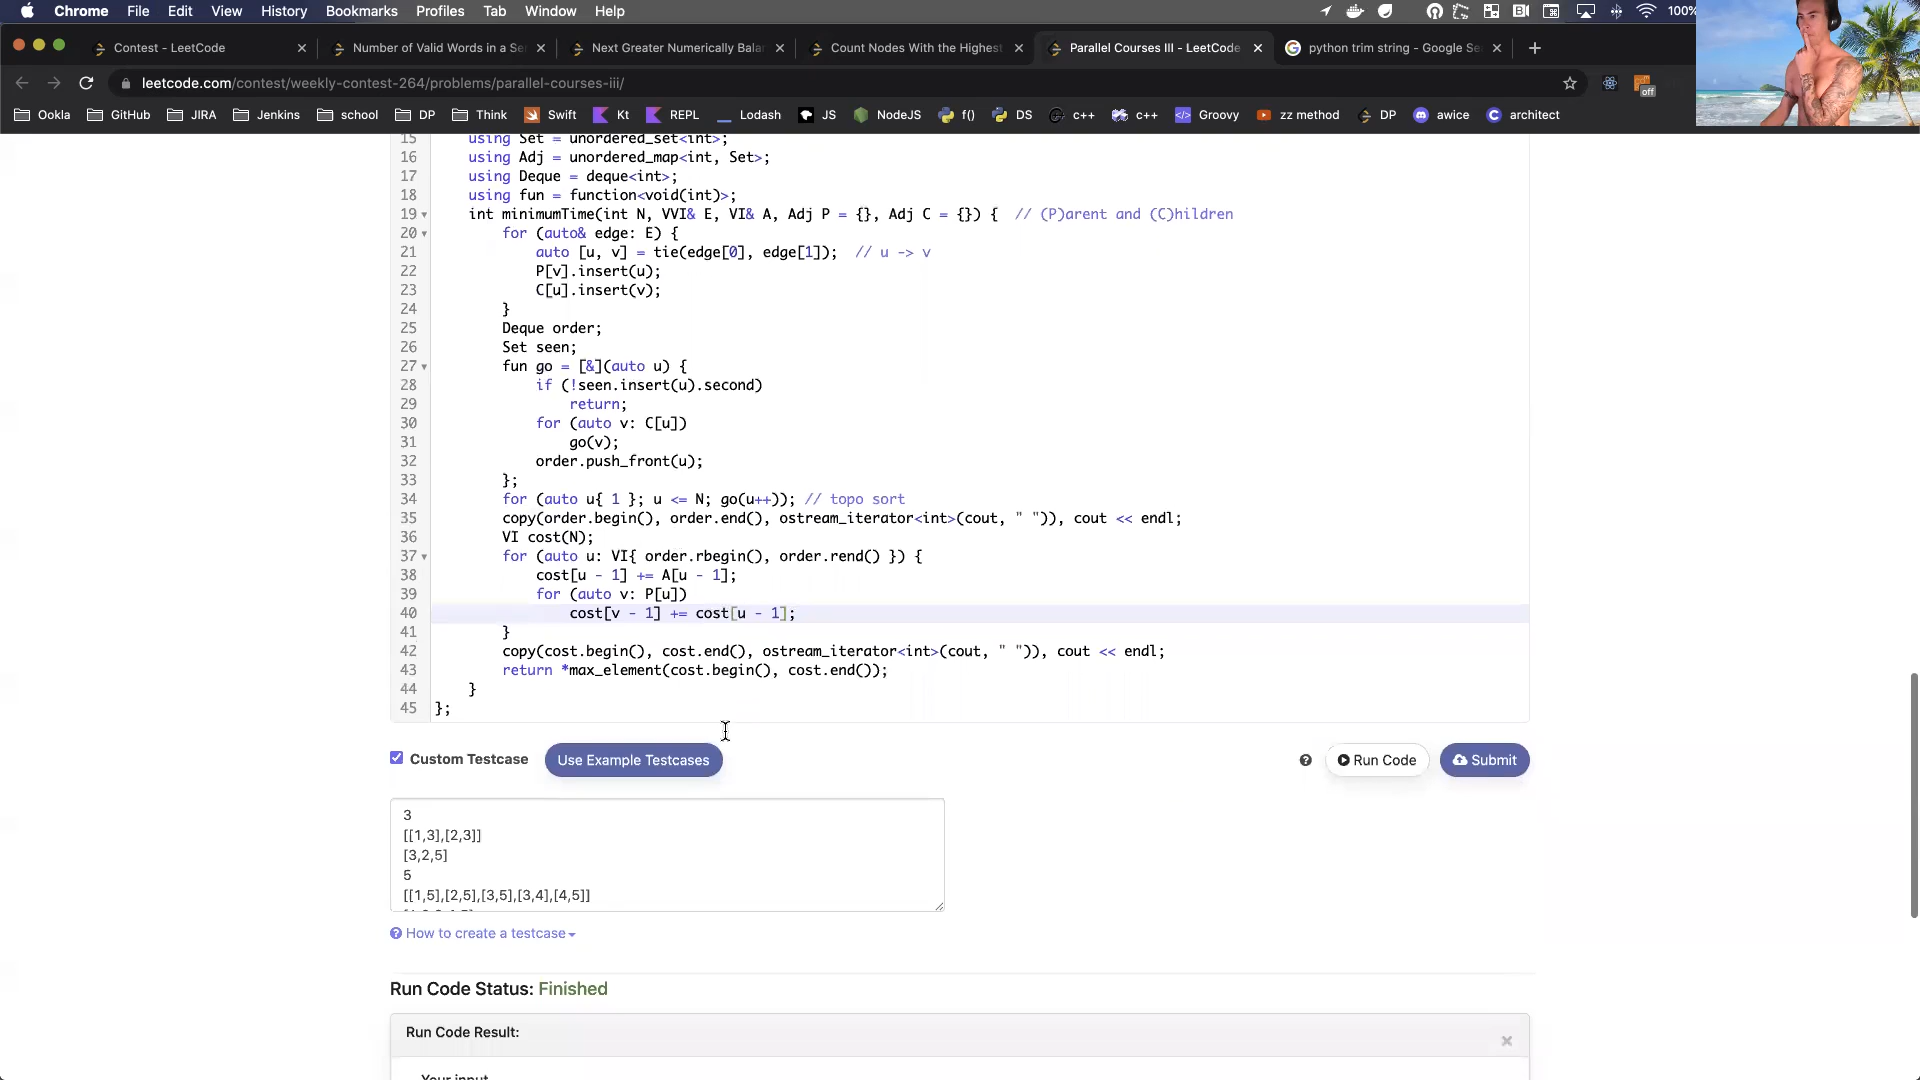 Chrome File Edit View History Bookmarks Profiles Tab Window Help 100%
Contest - LeetCode Number of Valid Words in a Se Next Greater Numerically Bala Count Nodes With the Highest Parallel Courses III - LeetCode python trim string - Google Se
leetcode.com/contest/weekly-contest-264/problems/parallel-courses-iii/ off
Ookla GitHub JIRA Jenkins school DP Think Swift Kt REPL Lodash JS NodeJS f() DS c++ c++ Groovy zz method DP awice architect
15 using Set = unordered_set<int>;
16 using Adj = unordered_map<int, Set>;
17 using Deque = deque<int>;
18 using fun = function<void(int)>;
19 int minimumTime(int N, VVI& E, VI& A, Adj P = {}, Adj C = {}) { // (P)arent and (C)hildren
20 for (auto& edge: E) {
21 auto [u, v] = tie(edge[0], edge[1]); // u -> v
22 P[v].insert(u);
23 C[u].insert(v);
24 }
25 Deque order;
26 Set seen;
27 fun go = [&](auto u) {
28 if (!seen.insert(u).second)
29 return;
30 for (auto v: C[u])
31 go(v);
32 order.push_front(u);
33 };
34 for (auto u{ 1 }; u <= N; go(u++)); // topo sort
35 copy(order.begin(), order.end(), ostream_iterator<int>(cout, " ")), cout << endl;
36 VI cost(N);
37 for (auto u: VI{ order.rbegin(), order.rend() }) {
38 cost[u - 1] += A[u - 1];
39 for (auto v: P[u])
40 cost[v - 1] += cost[u - 1];
41 }
42 copy(cost.begin(), cost.end(), ostream_iterator<int>(cout, " ")), cout << endl;
43 return *max_element(cost.begin(), cost.end());
44 }
45 };
Custom Testcase Use Example Testcases ? Run Code Submit
3
[[1,3],[2,3]]
[3,2,5]
5
[[1,5],[2,5],[3,5],[3,4],[4,5]]
How to create a testcase
Run Code Status: Finished
Run Code Result:
Your input